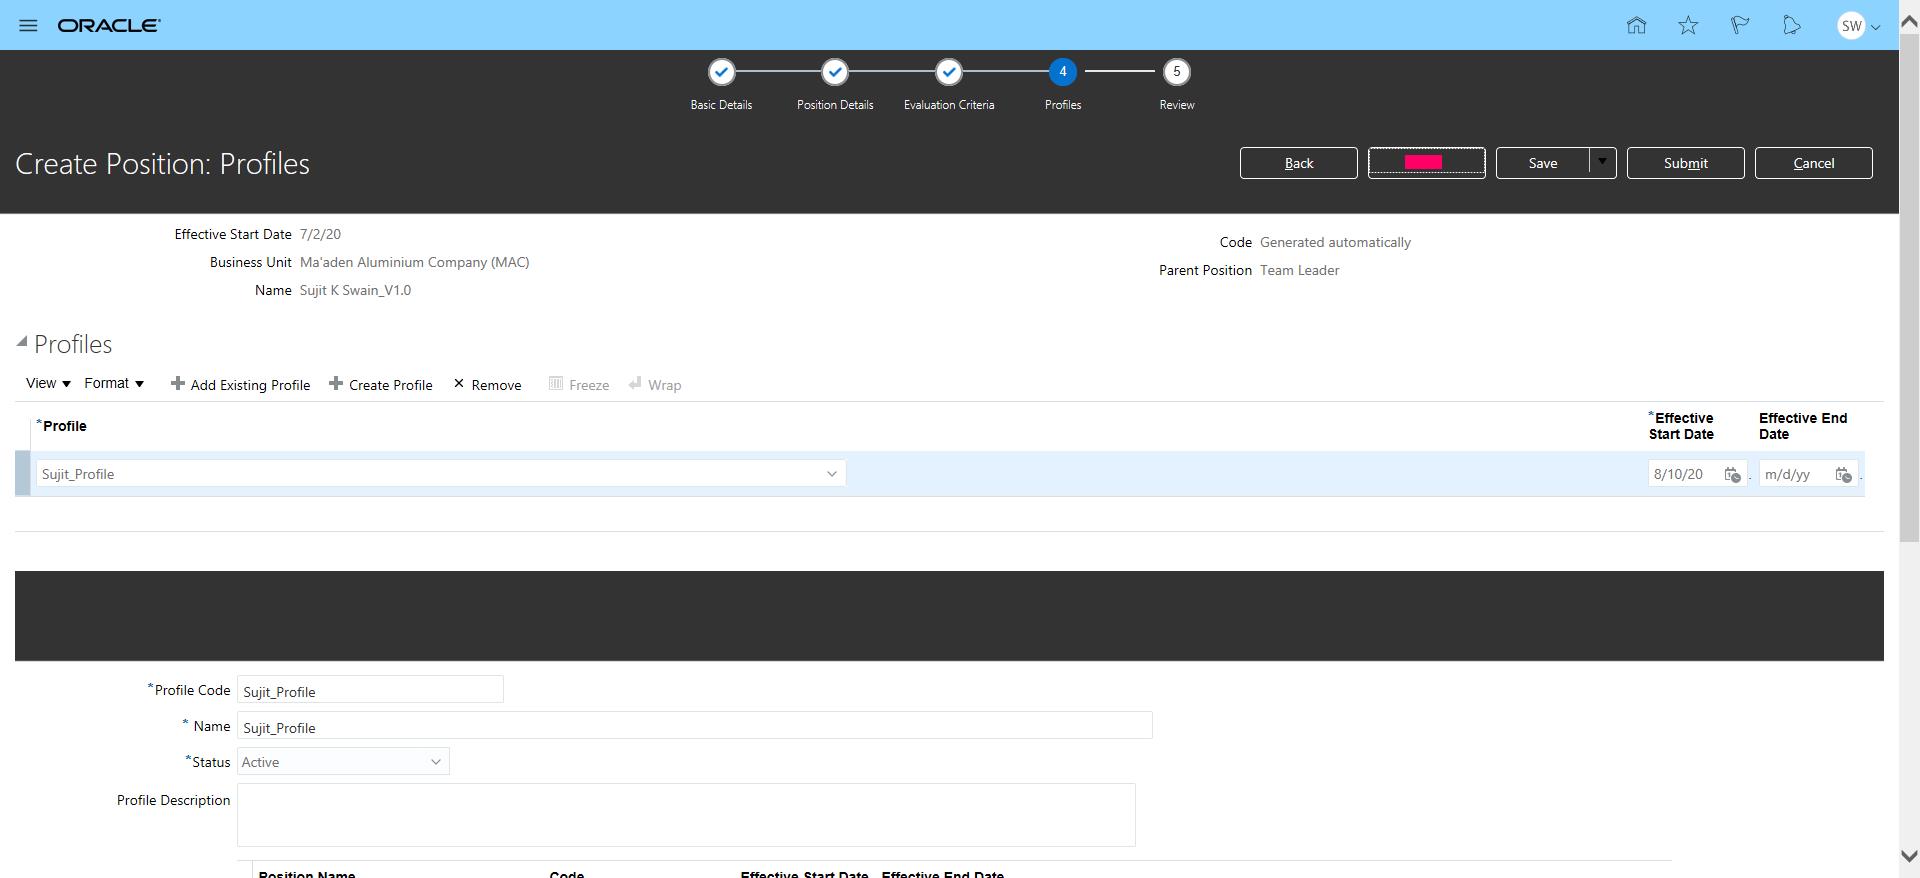 ORACLE
SW
4
5
Basic Details
Position Details
Evaluation Criteria
Profiles
Review
Create Position: Profiles
Back
Save
Submit
Cancel
Effective Start Date 7/2/20
Business Unit Ma'aden Aluminium Company (MAC)
Name Sujit K Swain_V1.0
Code Generated automatically
Parent Position Team Leader
Profiles
View Format Add Existing Profile Create Profile Remove Freeze Wrap
*Profile
*Effective Start Date
Effective End Date
Sujit_Profile
8/10/20
m/d/yy
*Profile Code Sujit_Profile
* Name Sujit_Profile
*Status Active
Profile Description
Position Name Code Effective Start Date Effective End Date